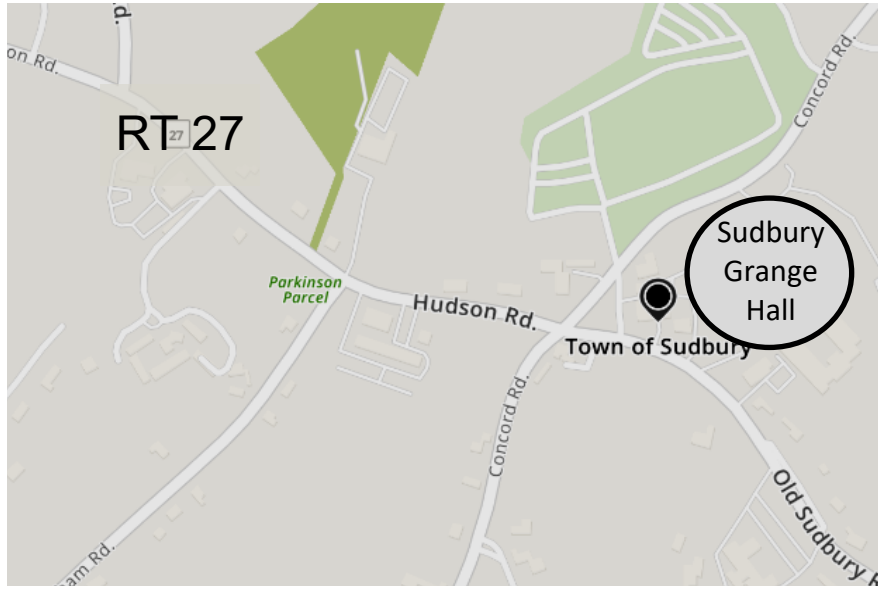 on Rd.
RT 27
27
Concord Rd.
Sudbury
Grange
Hall
Parkinson
Parcel
Hudson Rd.
Town of Sudbury
Concord Rd.
Old Sudbury R
am Rd.